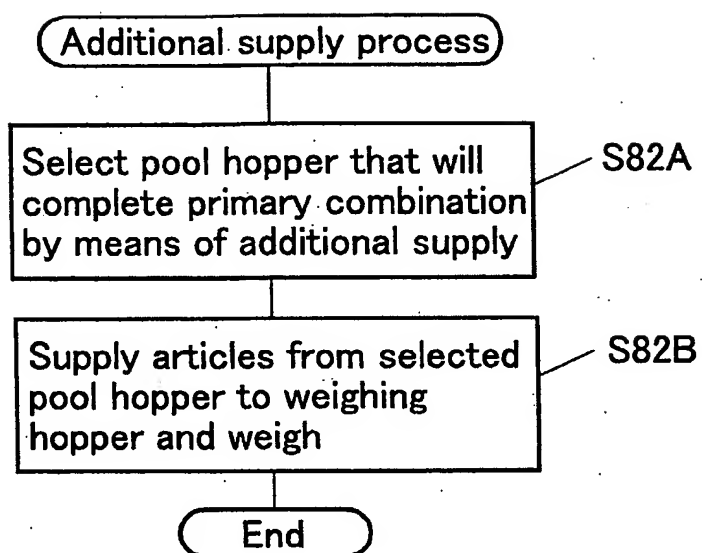 Additional supply process
Select pool hopper that will
complete primary combination
by means of additional supply
S82A
Supply articles from selected
pool hopper to weighing
hopper and weigh
S82B
End